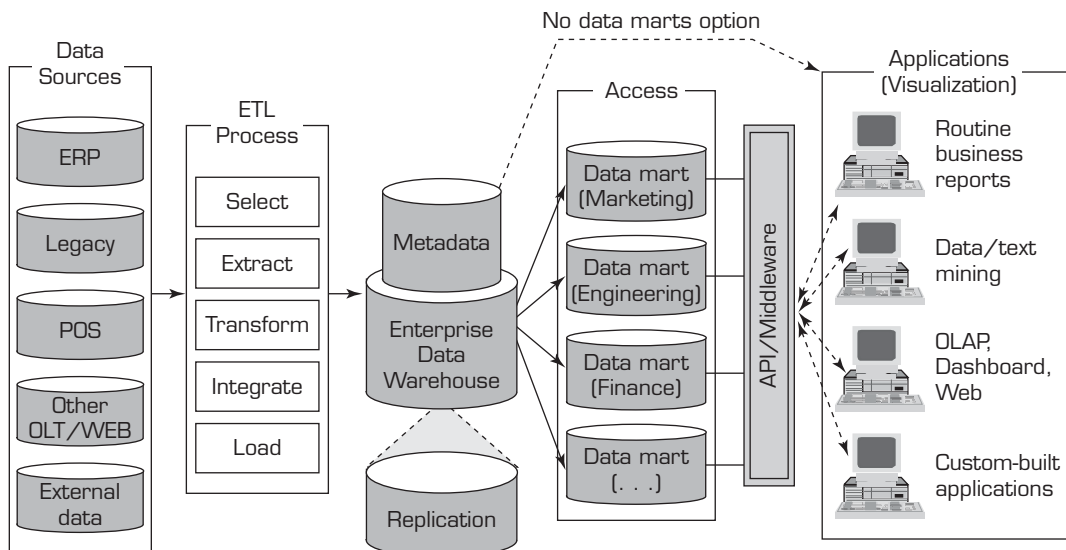 No data marts option
Data
Sources
ERP
Legacy
POS
Other
OLT/WEB
External
data
ETL
Process
Select
Extract
Transform
Integrate
Load
Metadata
Enterprise
Data
Warehouse
Replication
Access
Data mart
(Marketing)
Data mart
(Engineering)
Data mart
(Finance)
Data mart
(. . .)
API/Middleware
Applications
(Visualization)
Routine
business
reports
Data/text
mining
OLAP,
Dashboard,
Web
Custom-built
applications